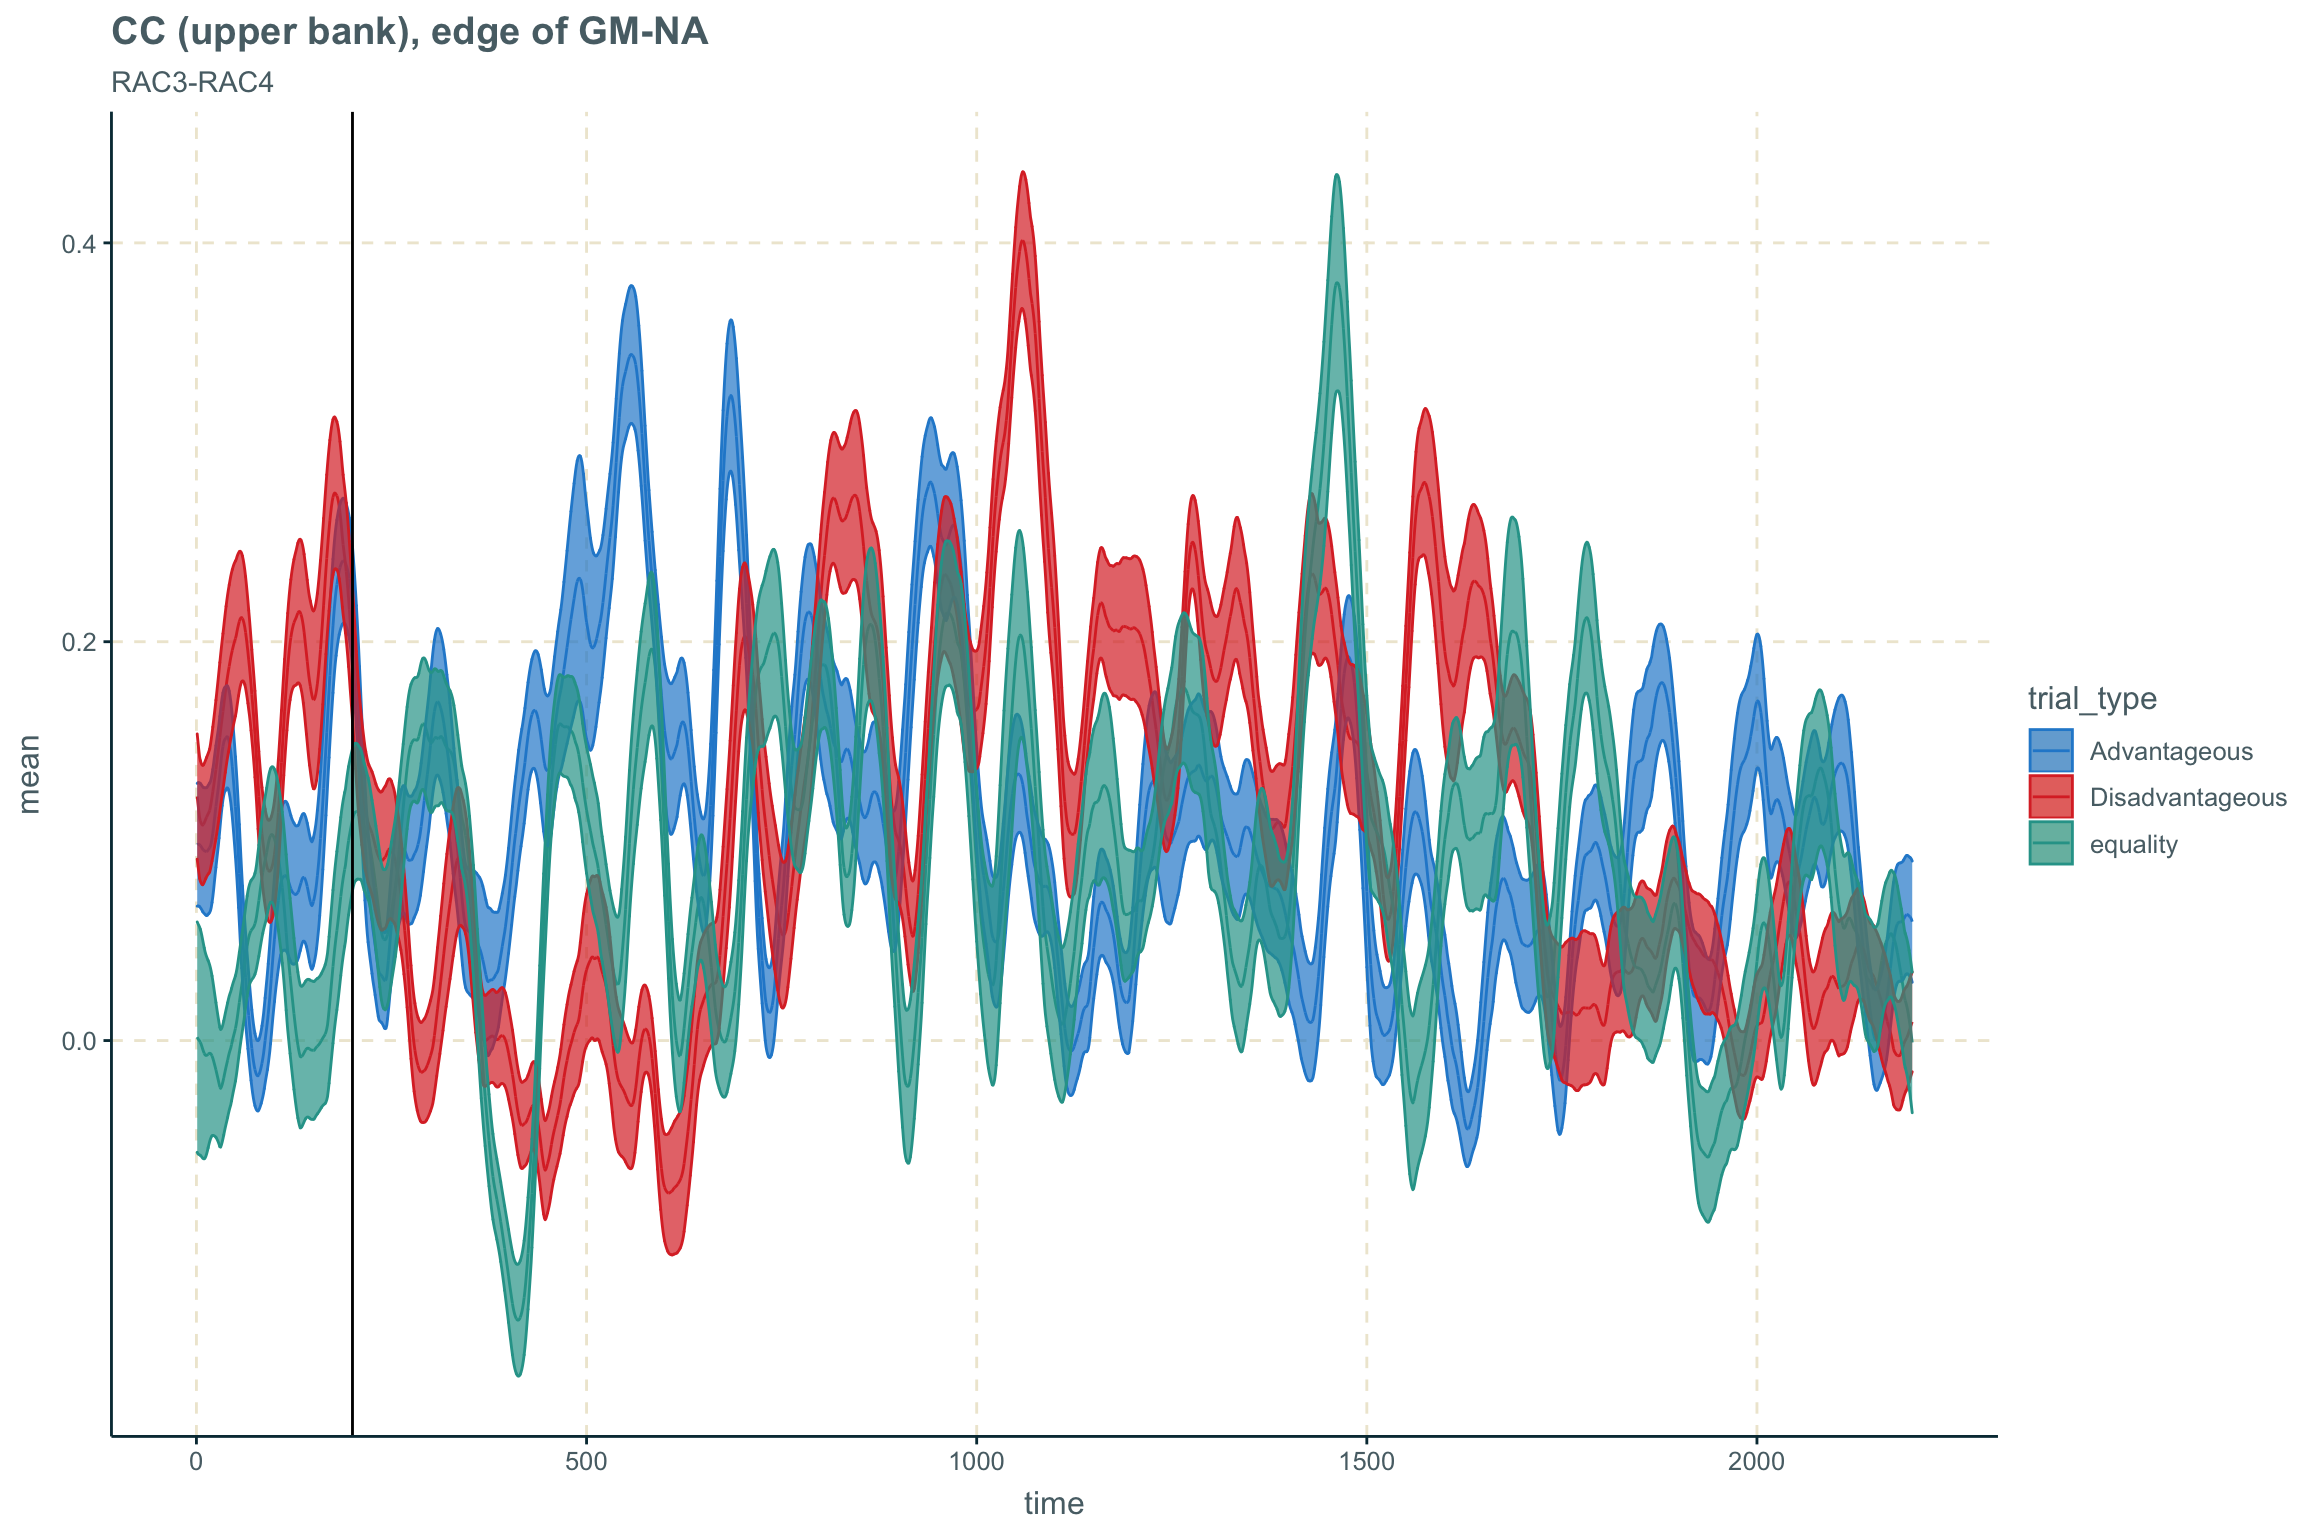 CC (upper bank), edge of GM-NA
RAC3-RAC4
mean
0.4
0.2
0.0
0
500
1000
1500
2000
time
trial_type
Advantageous
Disadvantageous
equality